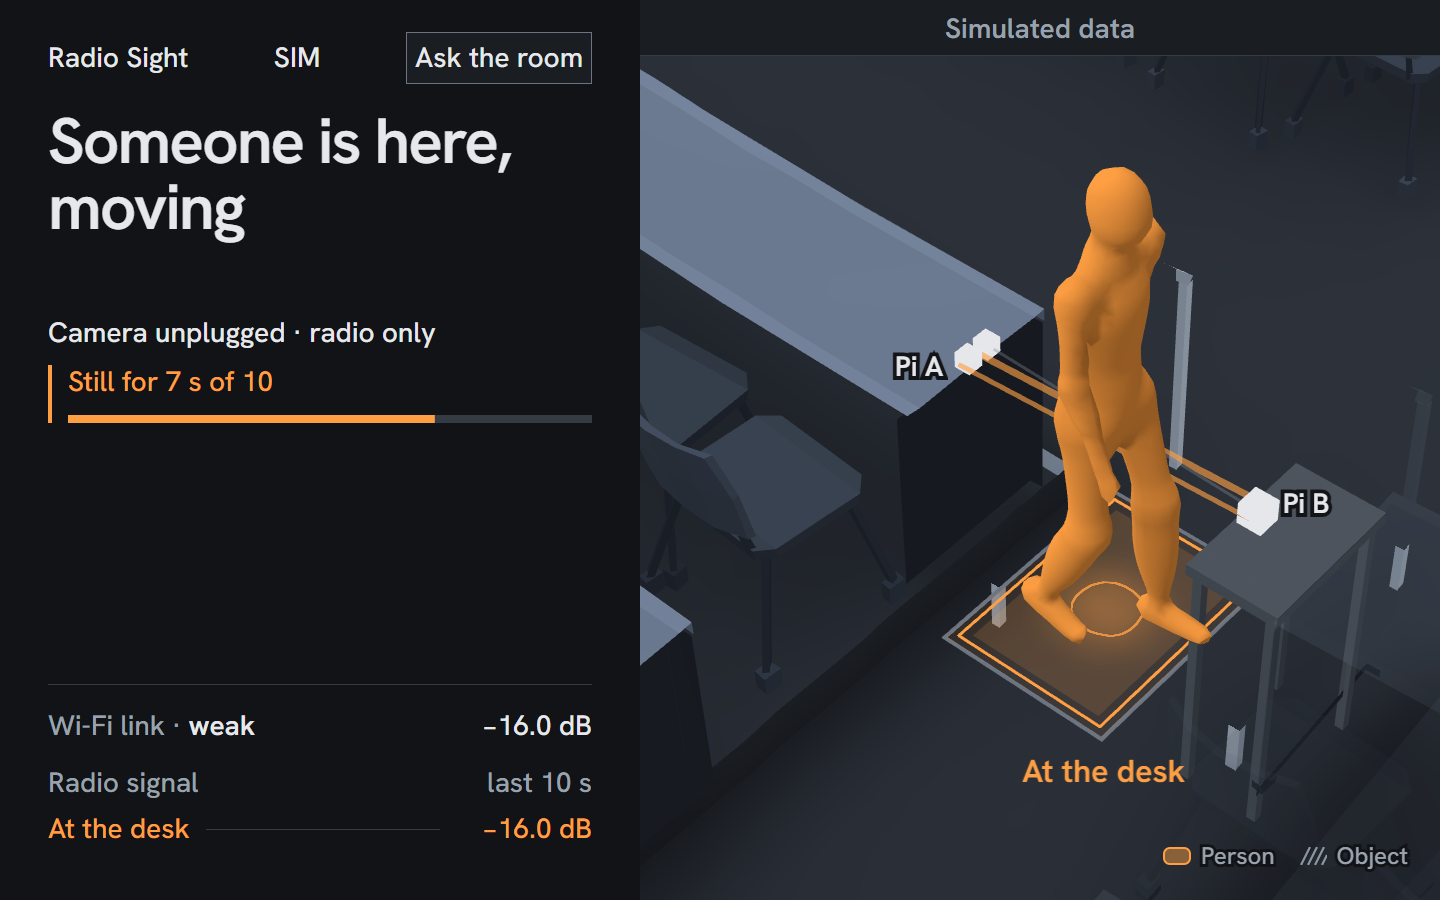 Radio Sight
SIM
Ask the room
Someone is here,
moving
Camera unplugged · radio only
Still for 7 s of 10
Wi-Fi link · weak
−16.0 dB
Radio signal
last 10 s
At the desk
−16.0 dB
Simulated data
Pi A
Pi B
At the desk
Person
Object